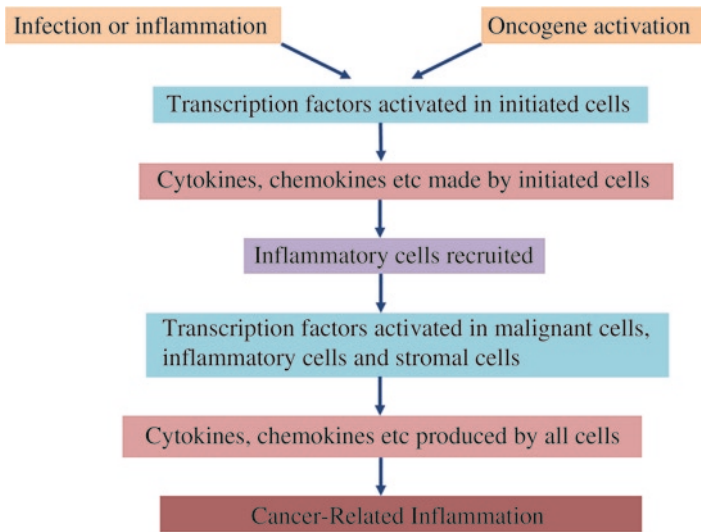 Infection or inflammation
Oncogene activation
Transcription factors activated in initiated cells
Cytokines, chemokines etc made by initiated cells
Inflammatory cells recruited
Transcription factors activated in malignant cells,
inflammatory cells and stromal cells
Cytokines, chemokines etc produced by all cells
Cancer-Related Inflammation